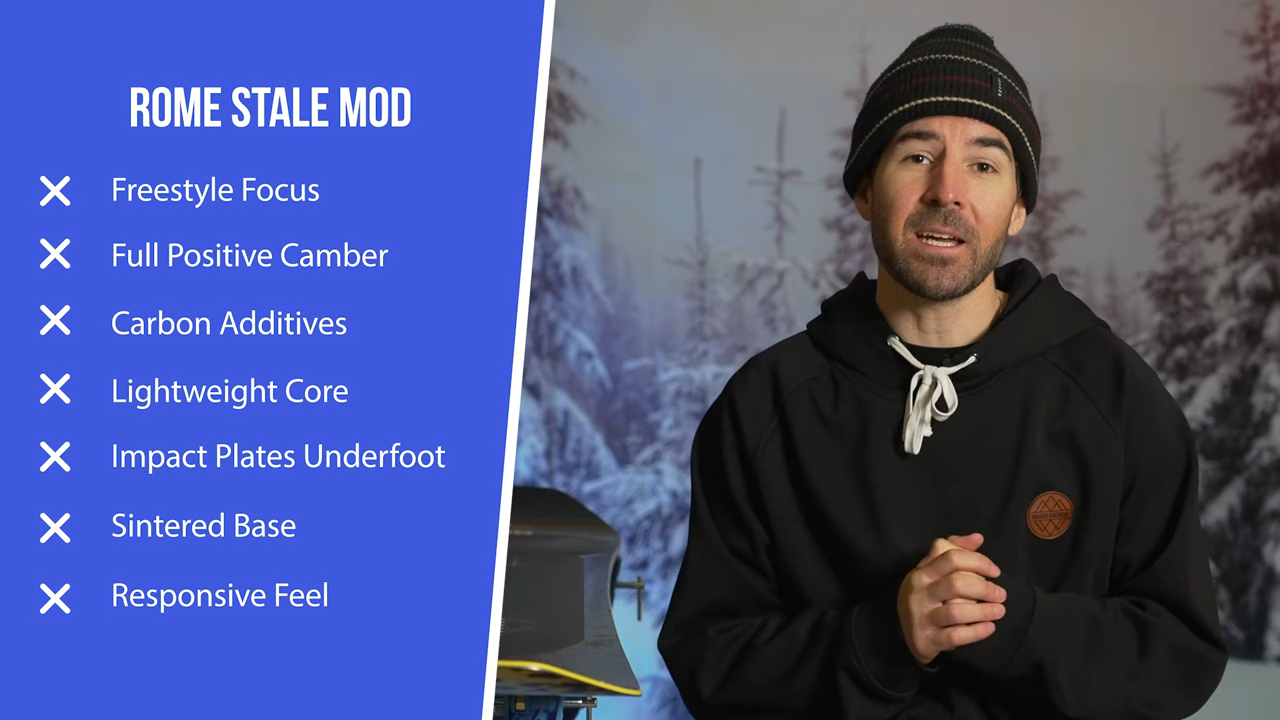 ROME STALE MOD
Freestyle Focus
Full Positive Camber
Carbon Additives
Lightweight Core
Impact Plates Underfoot
Sintered Base
Responsive Feel